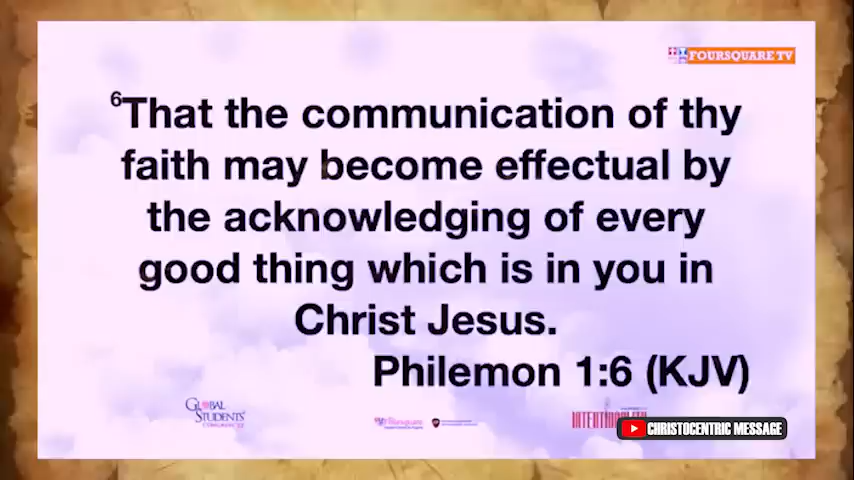 FOURSQUARE TV
6That the communication of thy
faith may become effectual by
the acknowledging of every
good thing which is in you in
Christ Jesus.
Philemon 1:6 (KJV)
GLOBAL
STUDENTS'
foursquare
CHRISTOCENTRIC MESSAGE